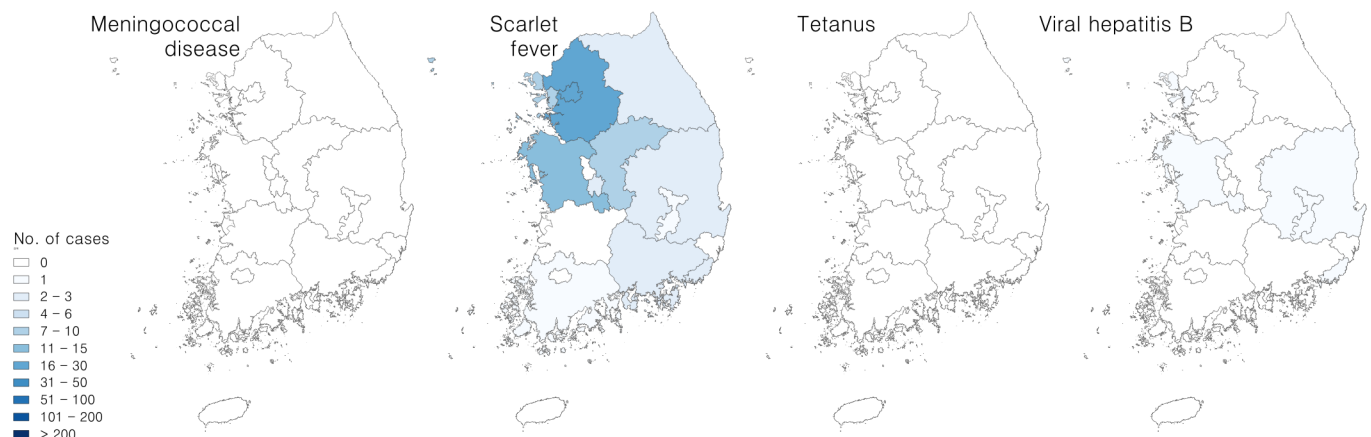 Meningococcal
disease
Scarlet
fever
Tetanus
Viral hepatitis B
No. of cases
0
1
2 – 3
4 – 6
7 – 10
11 – 15
16 – 30
31 – 50
51 – 100
101 – 200
> 200